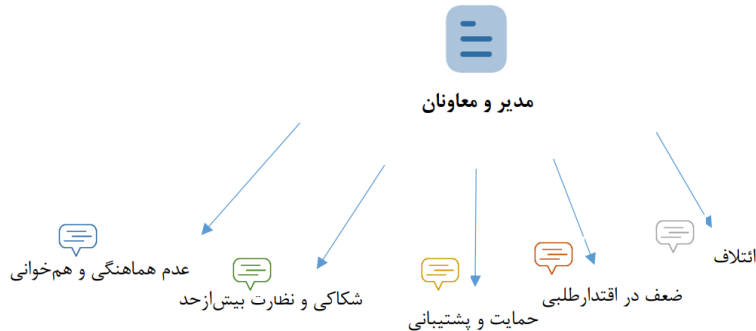 مدیر و معاونان
ائتلاف
ضعف در اقتدارطلبی
حمایت و پشتیبانی
شکاکی و نظارت بیش‌ازحد
عدم هماهنگی و هم‌خوانی